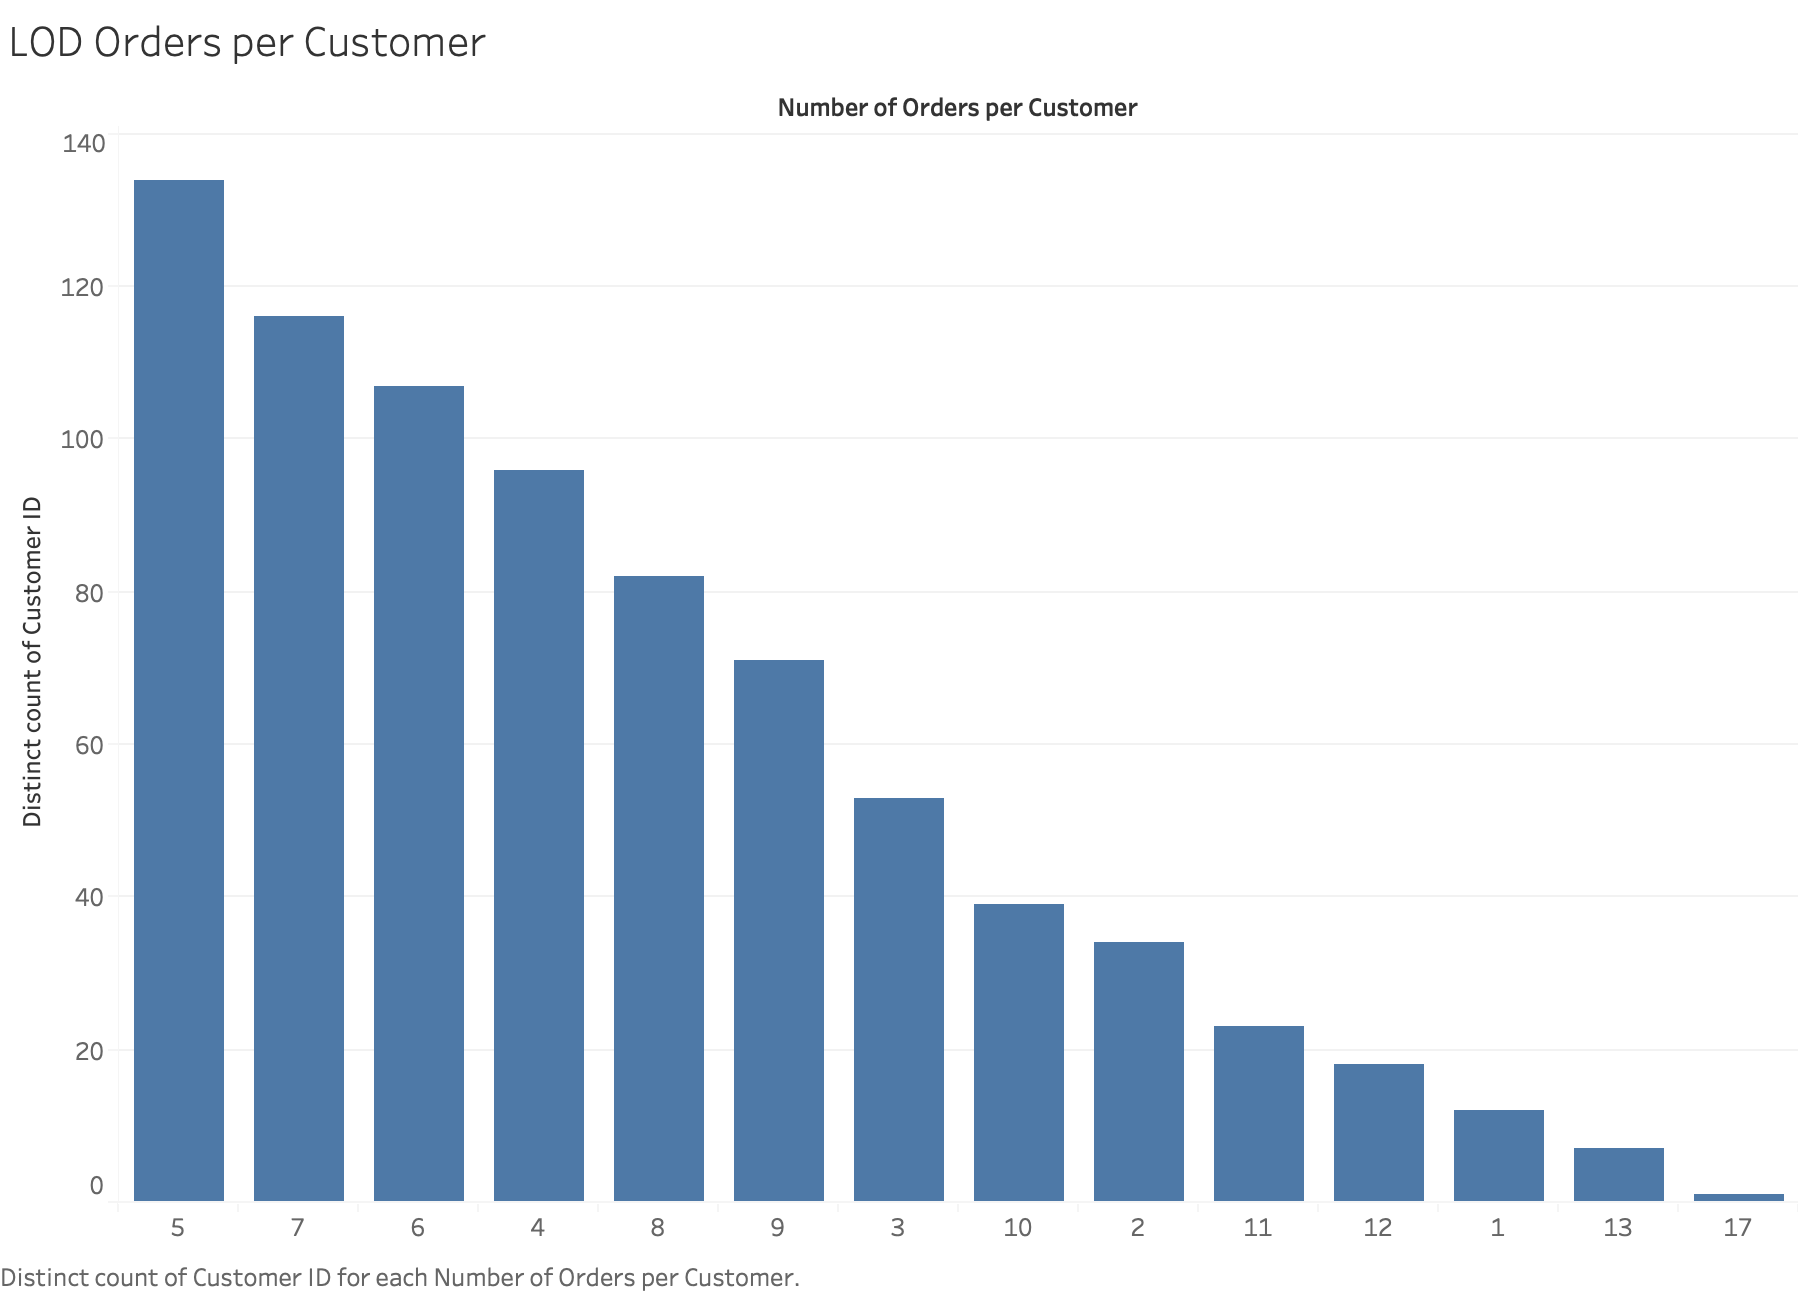 LOD Orders per Customer
Number of Orders per Customer
Distinct count of Customer ID
140
120
100
80
60
40
20
0
5 7 6 4 8 9 3 10 2 11 12 1 13 17
Distinct count of Customer ID for each Number of Orders per Customer.